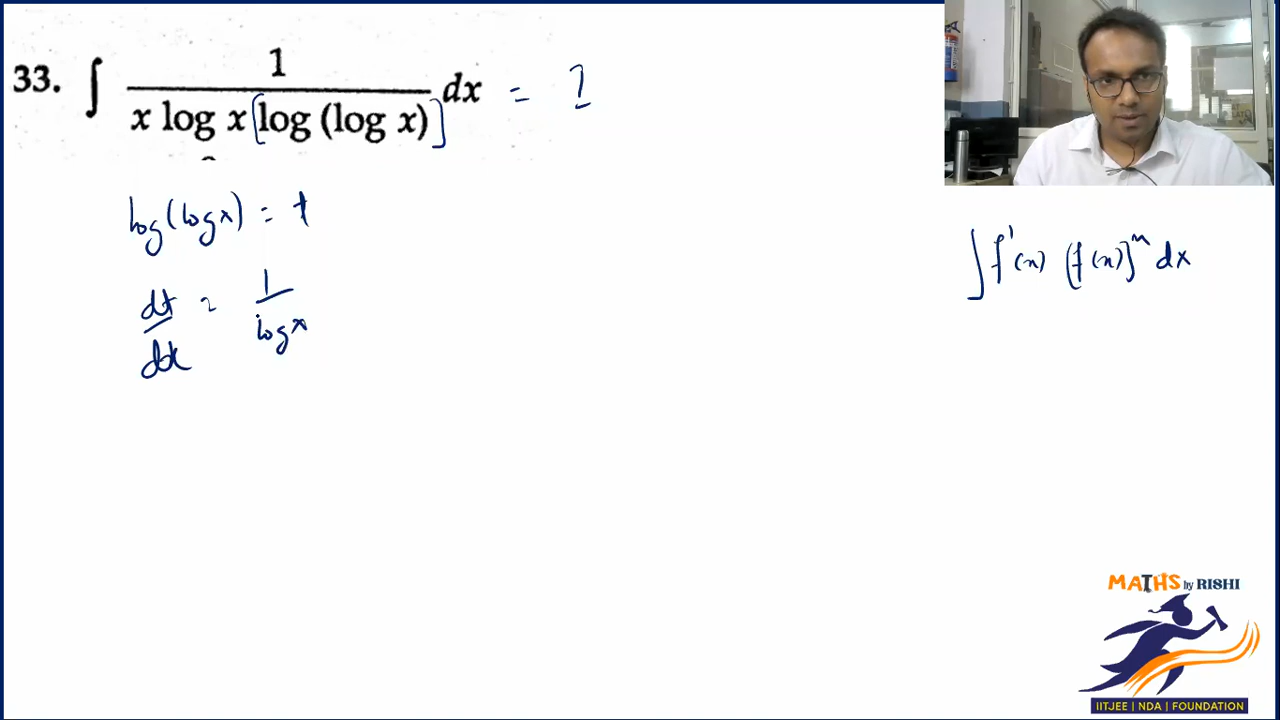 33. ∫ 1 / (x log x [log (log x)]) dx = ?
log(log x) = t
dt/dx = 1/log x
∫ f'(x) [f(x)]ⁿ dx
MATHS by RISHI
IITJEE | NDA | FOUNDATION